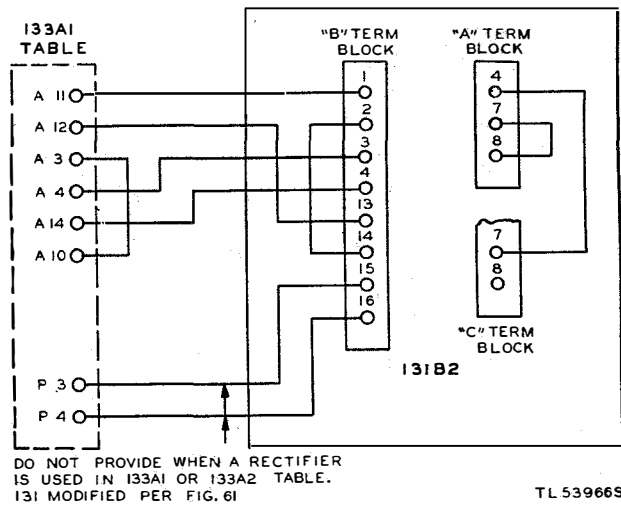 133A1
TABLE
A 11
A 12
A 3
A 4
A 14
A 10
P 3
P 4
"B" TERM
BLOCK
1
2
3
4
13
14
15
16
"A" TERM
BLOCK
4
7
8
7
8
"C" TERM
BLOCK
131B2
DO NOT PROVIDE WHEN A RECTIFIER
IS USED IN 133A1 OR 133A2 TABLE.
131 MODIFIED PER FIG. 61
TL 53966S